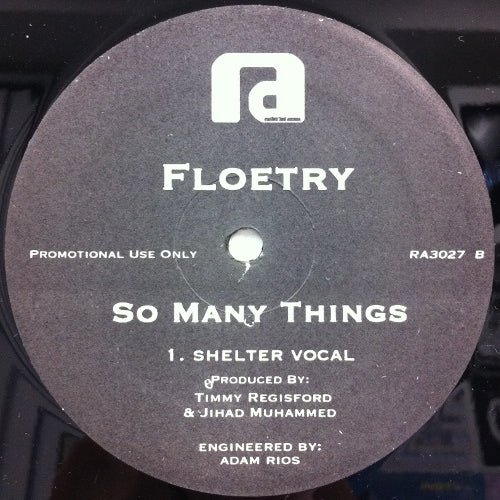 ra
FLOETRY
PROMOTIONAL USE ONLY
RA3027 B
SO MANY THINGS
1. SHELTER VOCAL
PRODUCED BY:
TIMMY REGISFORD
& JIHAD MUHAMMED
ENGINEERED BY:
ADAM RIOS